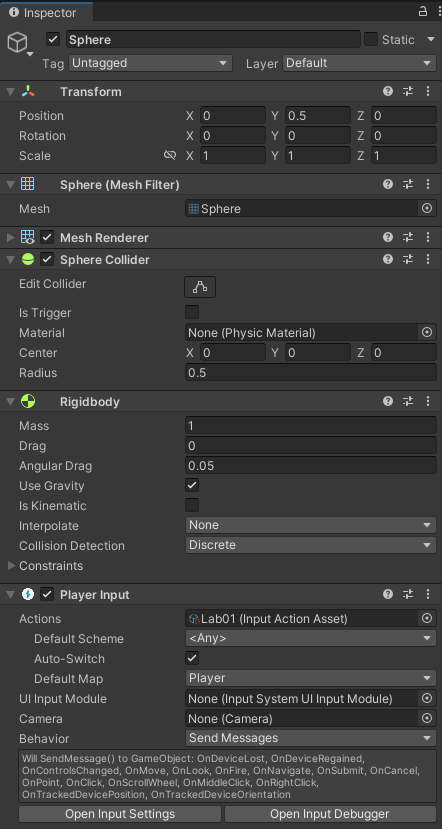 Inspector
Sphere Static
Tag Untagged Layer Default
Transform
Position X 0 Y 0.5 Z 0
Rotation X 0 Y 0 Z 0
Scale X 1 Y 1 Z 1
Sphere (Mesh Filter)
Mesh Sphere
Mesh Renderer
Sphere Collider
Edit Collider
Is Trigger
Material None (Physic Material)
Center X 0 Y 0 Z 0
Radius 0.5
Rigidbody
Mass 1
Drag 0
Angular Drag 0.05
Use Gravity
Is Kinematic
Interpolate None
Collision Detection Discrete
Constraints
Player Input
Actions Lab01 (Input Action Asset)
Default Scheme <Any>
Auto-Switch
Default Map Player
UI Input Module None (Input System UI Input Module)
Camera None (Camera)
Behavior Send Messages
Will SendMessage() to GameObject: OnDeviceLost, OnDeviceRegained,
OnControlsChanged, OnMove, OnLook, OnFire, OnNavigate, OnSubmit, OnCancel,
OnPoint, OnClick, OnScrollWheel, OnMiddleClick, OnRightClick,
OnTrackedDevicePosition, OnTrackedDeviceOrientation
Open Input Settings Open Input Debugger